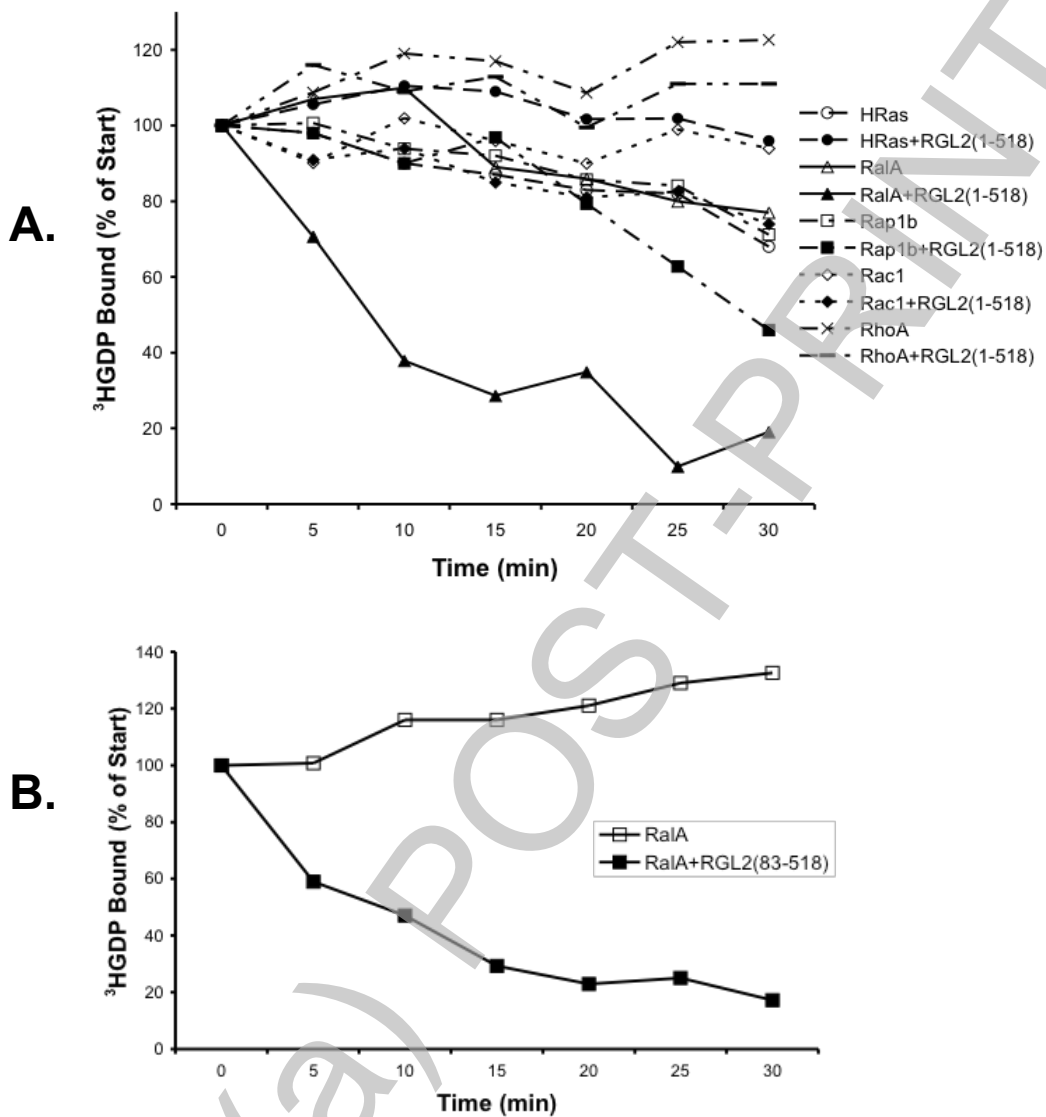 A.
³HGDP Bound (% of Start)
120
100
80
60
40
20
0
0 5 10 15 20 25 30
Time (min)
HRas
HRas+RGL2(1-518)
RalA
RalA+RGL2(1-518)
Rap1b
Rap1b+RGL2(1-518)
Rac1
Rac1+RGL2(1-518)
RhoA
RhoA+RGL2(1-518)
B.
³HGDP Bound (% of Start)
140
120
100
80
60
40
20
0
0 5 10 15 20 25 30
Time (min)
RalA
RalA+RGL2(83-518)
(a) POST-PRINT